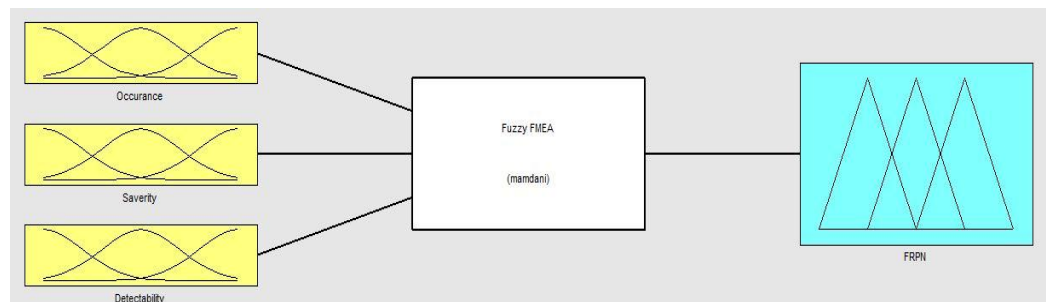 Occurance
Saverity
Detectability
Fuzzy FMEA
(mamdani)
FRPN